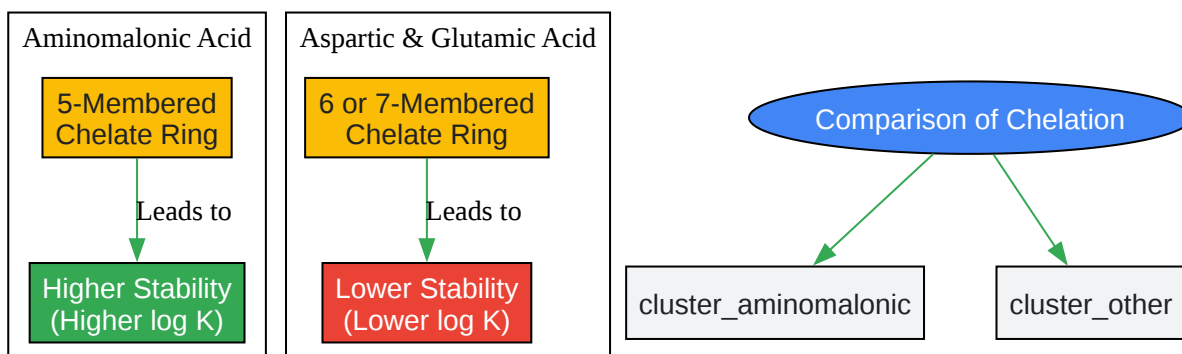 Aminomalonic Acid
5-Membered
Chelate Ring
Leads to
Higher Stability
(Higher log K)
Aspartic & Glutamic Acid
6 or 7-Membered
Chelate Ring
Leads to
Lower Stability
(Lower log K)
Comparison of Chelation
cluster_aminomalonic
cluster_other